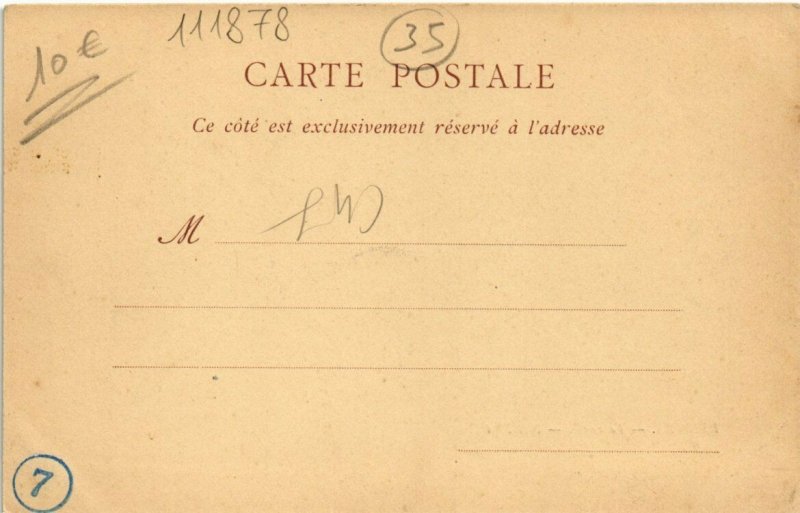 111878
35
10€
CARTE POSTALE
Ce côté est exclusivement réservé à l'adresse
M
7